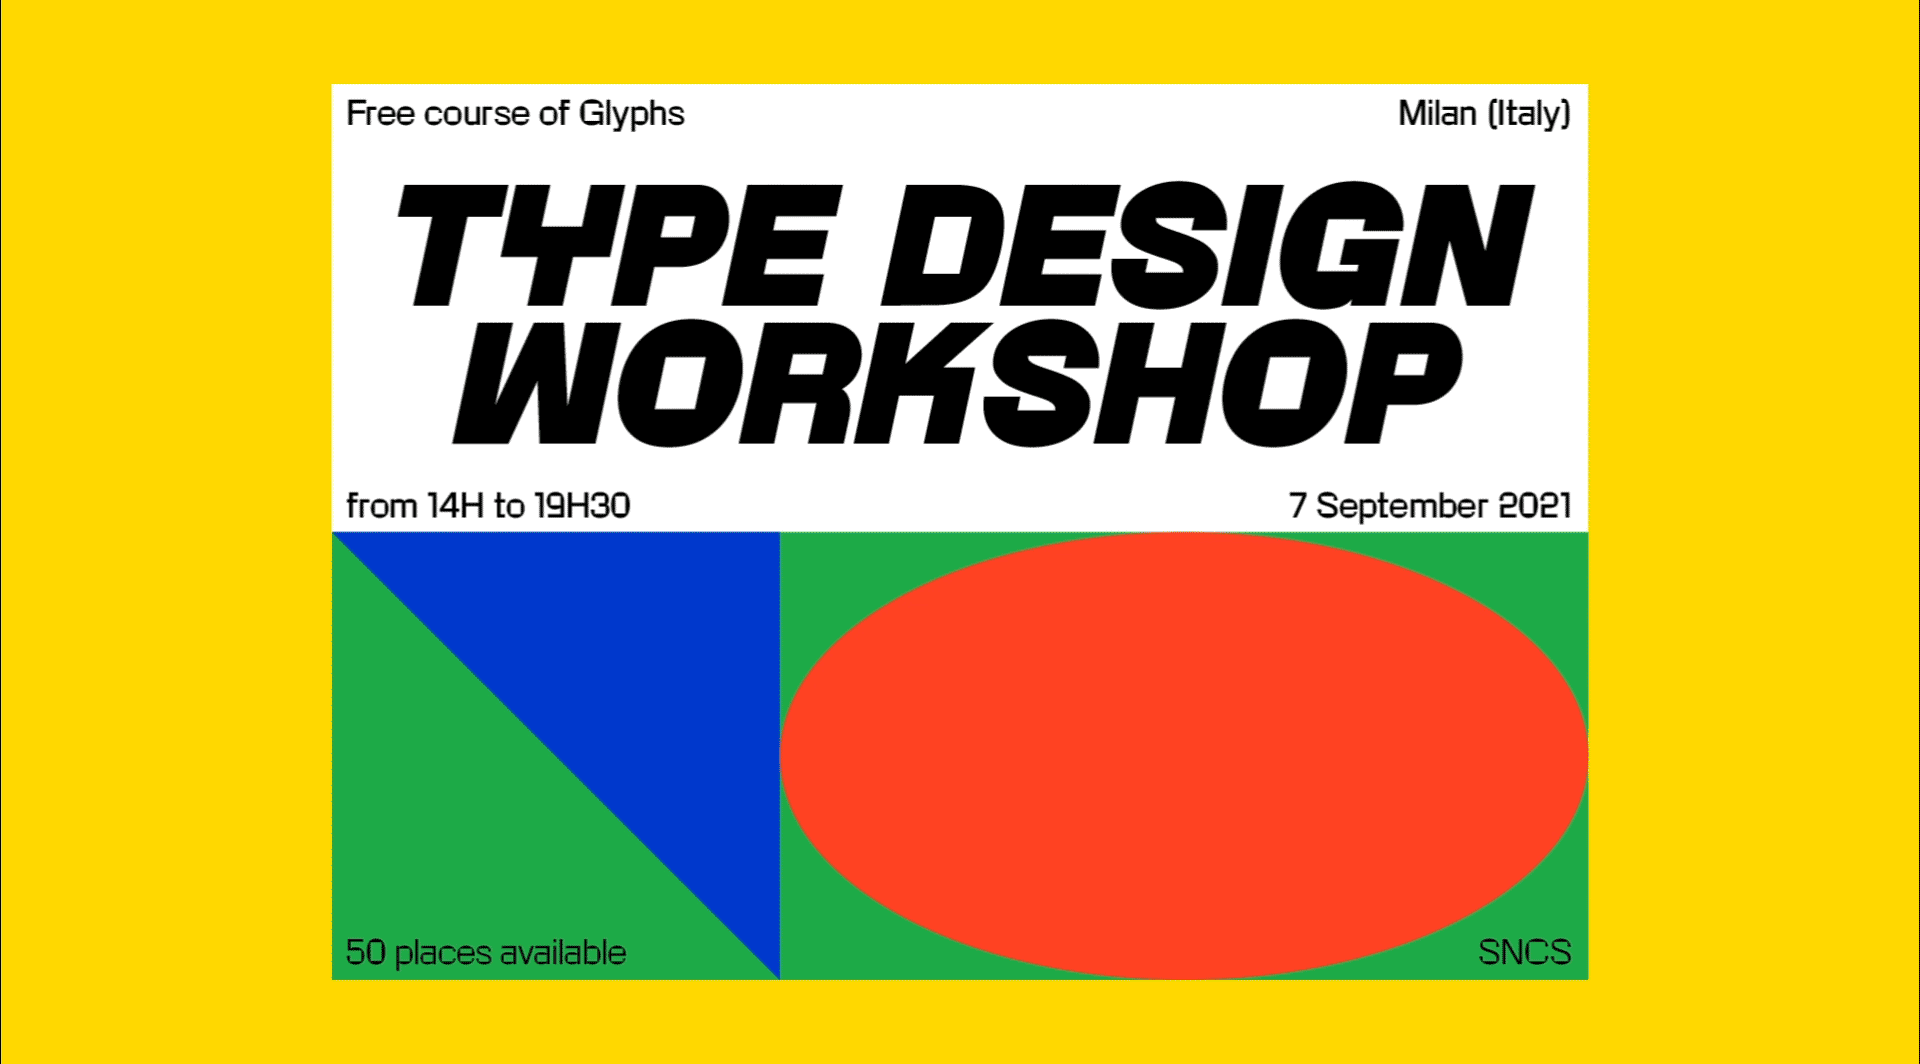 Free course of Glyphs
Milan (Italy)
TYPE DESIGN
WORKSHOP
from 14H to 19H30
7 September 2021
50 places available
SNCS